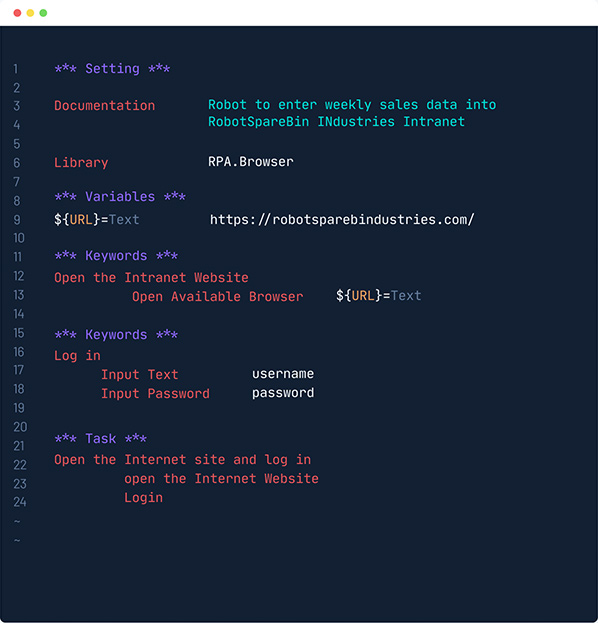 1 *** Setting ***
2
3 Documentation Robot to enter weekly sales data into
4 RobotSpareBin INdustries Intranet
5
6 Library RPA.Browser
7
8 *** Variables ***
9 ${URL}=Text https://robotsparebindustries.com/
10
11 *** Keywords ***
12 Open the Intranet Website
13 Open Available Browser ${URL}=Text
14
15 *** Keywords ***
16 Log in
17 Input Text username
18 Input Password password
19
20
21 *** Task ***
22 Open the Internet site and log in
23 open the Internet Website
24 Login
~
~